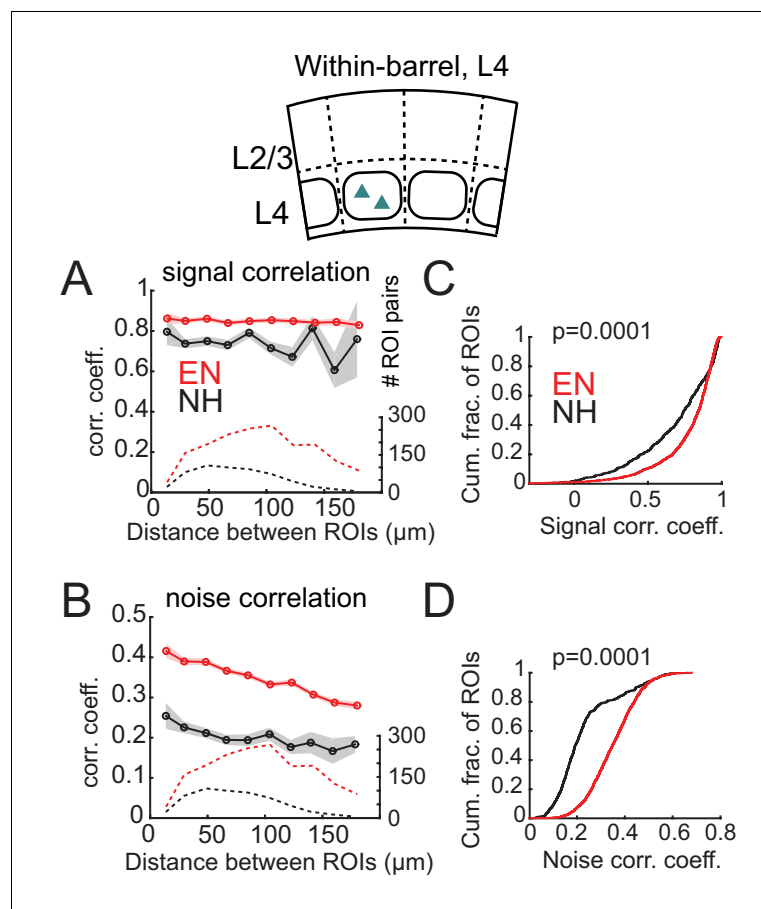 Within-barrel, L4
L2/3
L4
A
signal correlation
corr. coeff.
1
0.8
0.6
0.4
0.2
0
EN
NH
# ROI pairs
300
150
0
0 50 100 150
Distance between ROIs (µm)
C
p=0.0001
EN
NH
Cum. frac. of ROIs
1
0.8
0.6
0.4
0.2
0
0 0.5 1
Signal corr. coeff.
B
noise correlation
corr. coeff.
0.5
0.4
0.3
0.2
0.1
0
300
150
0
0 50 100 150
Distance between ROIs (µm)
D
p=0.0001
Cum. frac. of ROIs
1
0.8
0.6
0.4
0.2
0
0 0.2 0.4 0.6 0.8
Noise corr. coeff.